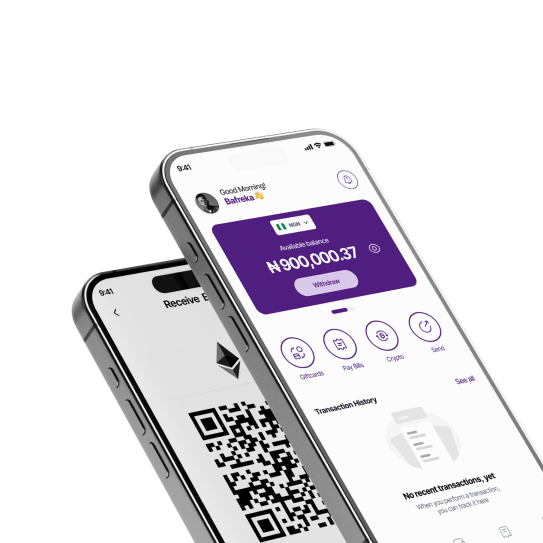 9:41
Good Morning!
Bafreka 👋
NGN
Available balance
₦900,000.37
Withdraw
Giftcards
Pay Bills
Crypto
Send
Transaction History
See all
No recent transactions, yet
When you perform a transaction,
you can track it here
9:41
Receive